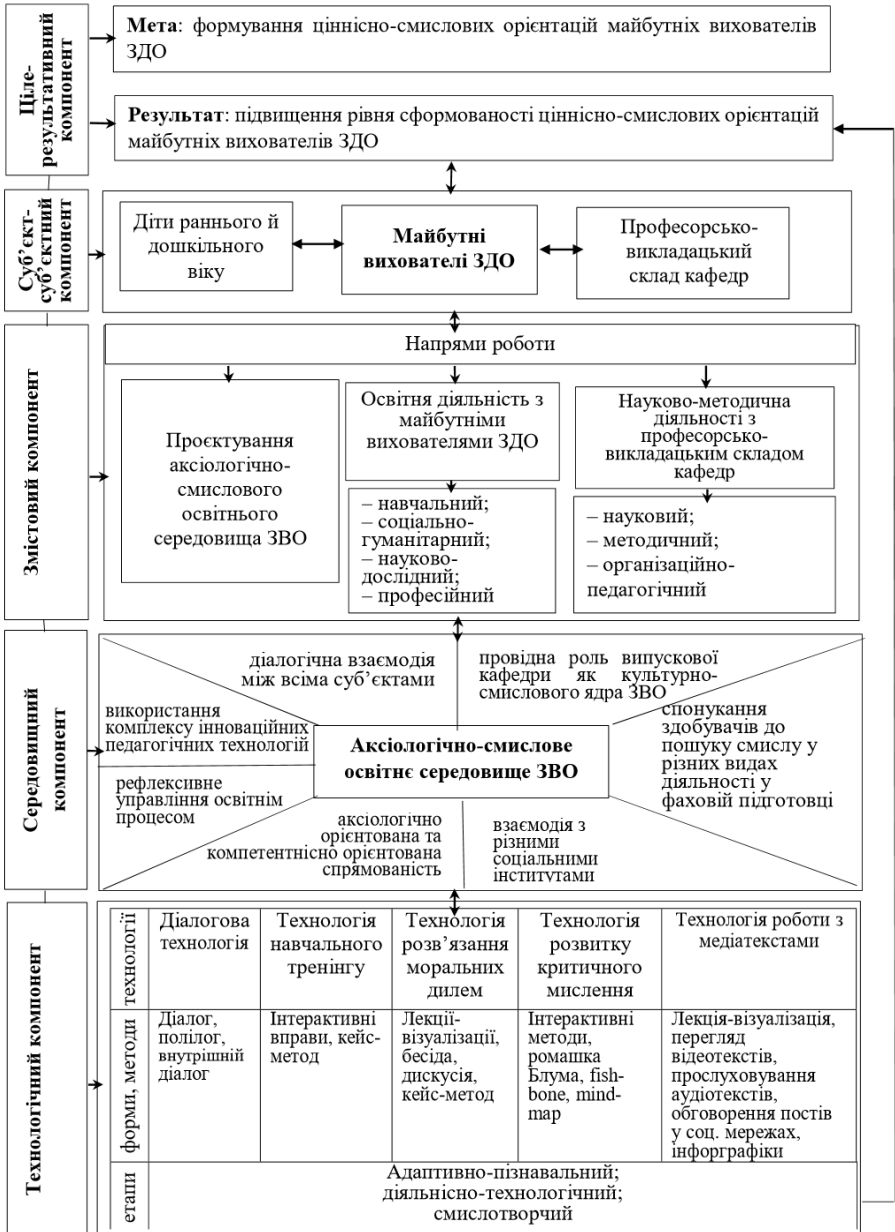 Ціле-
результативний
компонент
Мета: формування ціннісно-смислових орієнтацій майбутніх вихователів
ЗДО
Результат: підвищення рівня сформованості ціннісно-смислових орієнтацій
майбутніх вихователів ЗДО
Суб’єкт-
суб’єктний
компонент
Діти раннього й
дошкільного
віку
Майбутні
вихователі ЗДО
Професорсько-
викладацький
склад кафедр
Змістовий компонент
Напрями роботи
Проєктування
аксіологічно-
смислового
освітнього
середовища ЗВО
Освітня діяльність з
майбутніми
вихователями ЗДО
– навчальний;
– соціально-
гуманітарний;
– науково-
дослідний;
– професійний
Науково-методична
діяльності з
професорсько-
викладацьким складом
кафедр
– науковий;
– методичний;
– організаційно-
педагогічний
Середовищний
компонент
діалогічна взаємодія
між всіма суб’єктами
провідна роль випускової
кафедри як культурно-
смислового ядра ЗВО
використання
комплексу інноваційних
педагогічних технологій
спонукання
здобувачів до
пошуку смислу у
різних видах
діяльності у
фаховій підготовці
Аксіологічно-смислове
освітнє середовище ЗВО
рефлексивне
управління освітнім
процесом
аксіологічно
орієнтована та
компетентнісно орієнтована
спрямованість
взаємодія з
різними
соціальними
інститутами
Технологічний компонент
технології
Діалогова
технологія
Технологія
навчального
тренінгу
Технологія
розв’язання
моральних
дилем
Технологія
розвитку
критичного
мислення
Технологія роботи з
медіатекстами
форми, методи
Діалог,
полілог,
внутрішній
діалог
Інтерактивні
вправи, кейс-
метод
Лекції-
візуалізації,
бесіда,
дискусія,
кейс-метод
Інтерактивні
методи,
ромашка
Блума, fish-
bone, mind-
map
Лекція-візуалізація,
перегляд
відеотекстів,
прослуховування
аудіотекстів,
обговорення постів
у соц. мережах,
інфорграфіки
етапи
Адаптивно-пізнавальний;
діяльнісно-технологічний;
смислотворчий